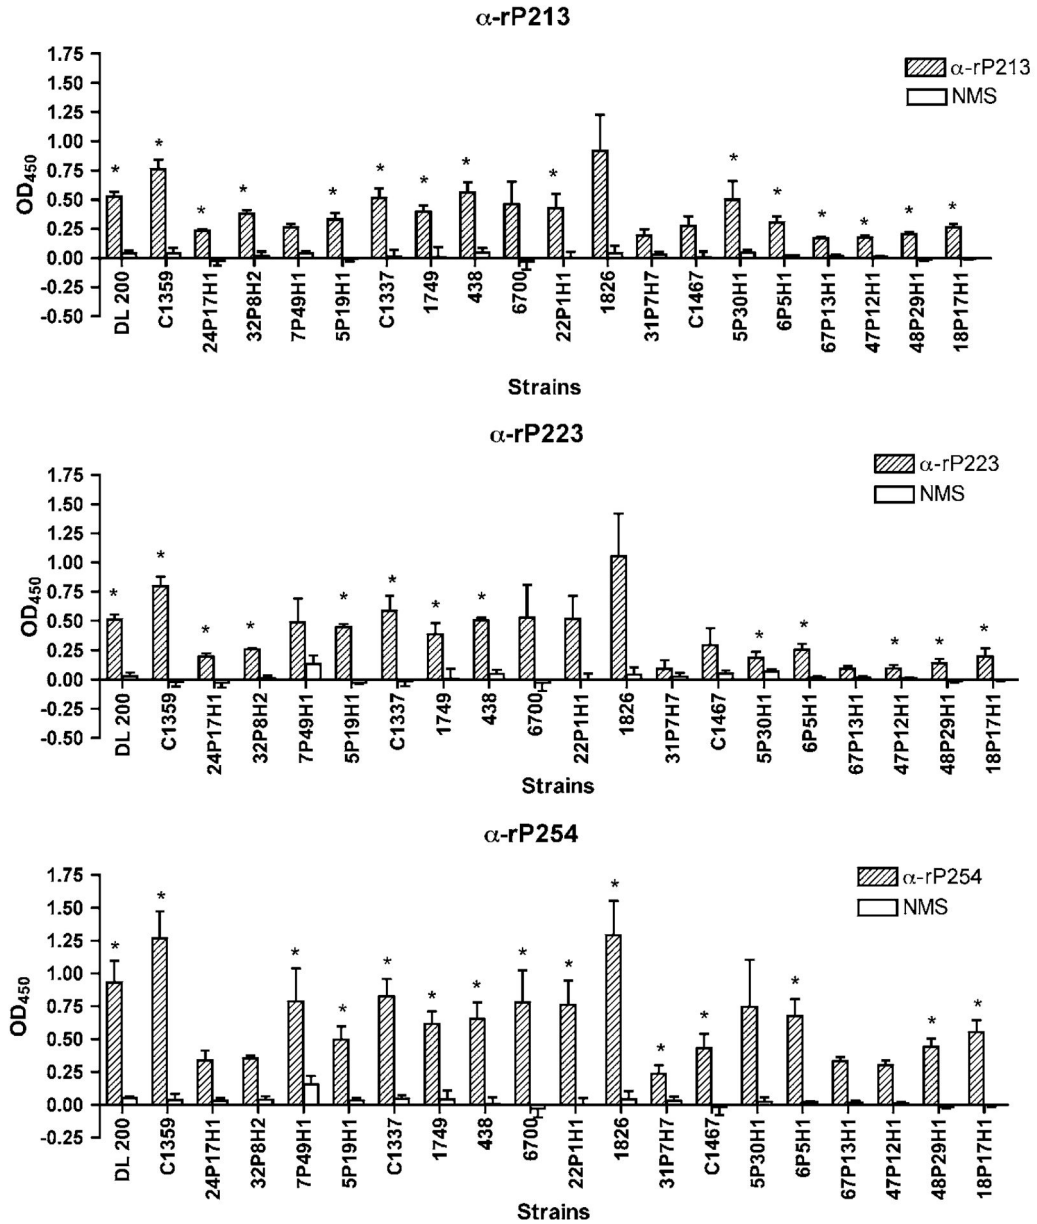 α-rP213
1.75
1.50
1.25
1.00
0.75
0.50
0.25
0.00
-0.25
-0.50
OD450
α-rP213
NMS
* * * * * * * * * * * * * * *
DL 200
C1359
24P17H1
32P8H2
7P49H1
5P19H1
C1337
1749
438
6700
22P1H1
1826
31P7H7
C1467
5P30H1
6P5H1
67P13H1
47P12H1
48P29H1
18P17H1
Strains
α-rP223
1.75
1.50
1.25
1.00
0.75
0.50
0.25
0.00
-0.25
-0.50
OD450
α-rP223
NMS
* * * * * * * * * * * * *
DL 200
C1359
24P17H1
32P8H2
7P49H1
5P19H1
C1337
1749
438
6700
22P1H1
1826
31P7H7
C1467
5P30H1
6P5H1
67P13H1
47P12H1
48P29H1
18P17H1
Strains
α-rP254
1.75
1.50
1.25
1.00
0.75
0.50
0.25
0.00
-0.25
OD450
α-rP254
NMS
* * * * * * * * * * * * * * *
DL 200
C1359
24P17H1
32P8H2
7P49H1
5P19H1
C1337
1749
438
6700
22P1H1
1826
31P7H7
C1467
5P30H1
6P5H1
67P13H1
47P12H1
48P29H1
18P17H1
Strains